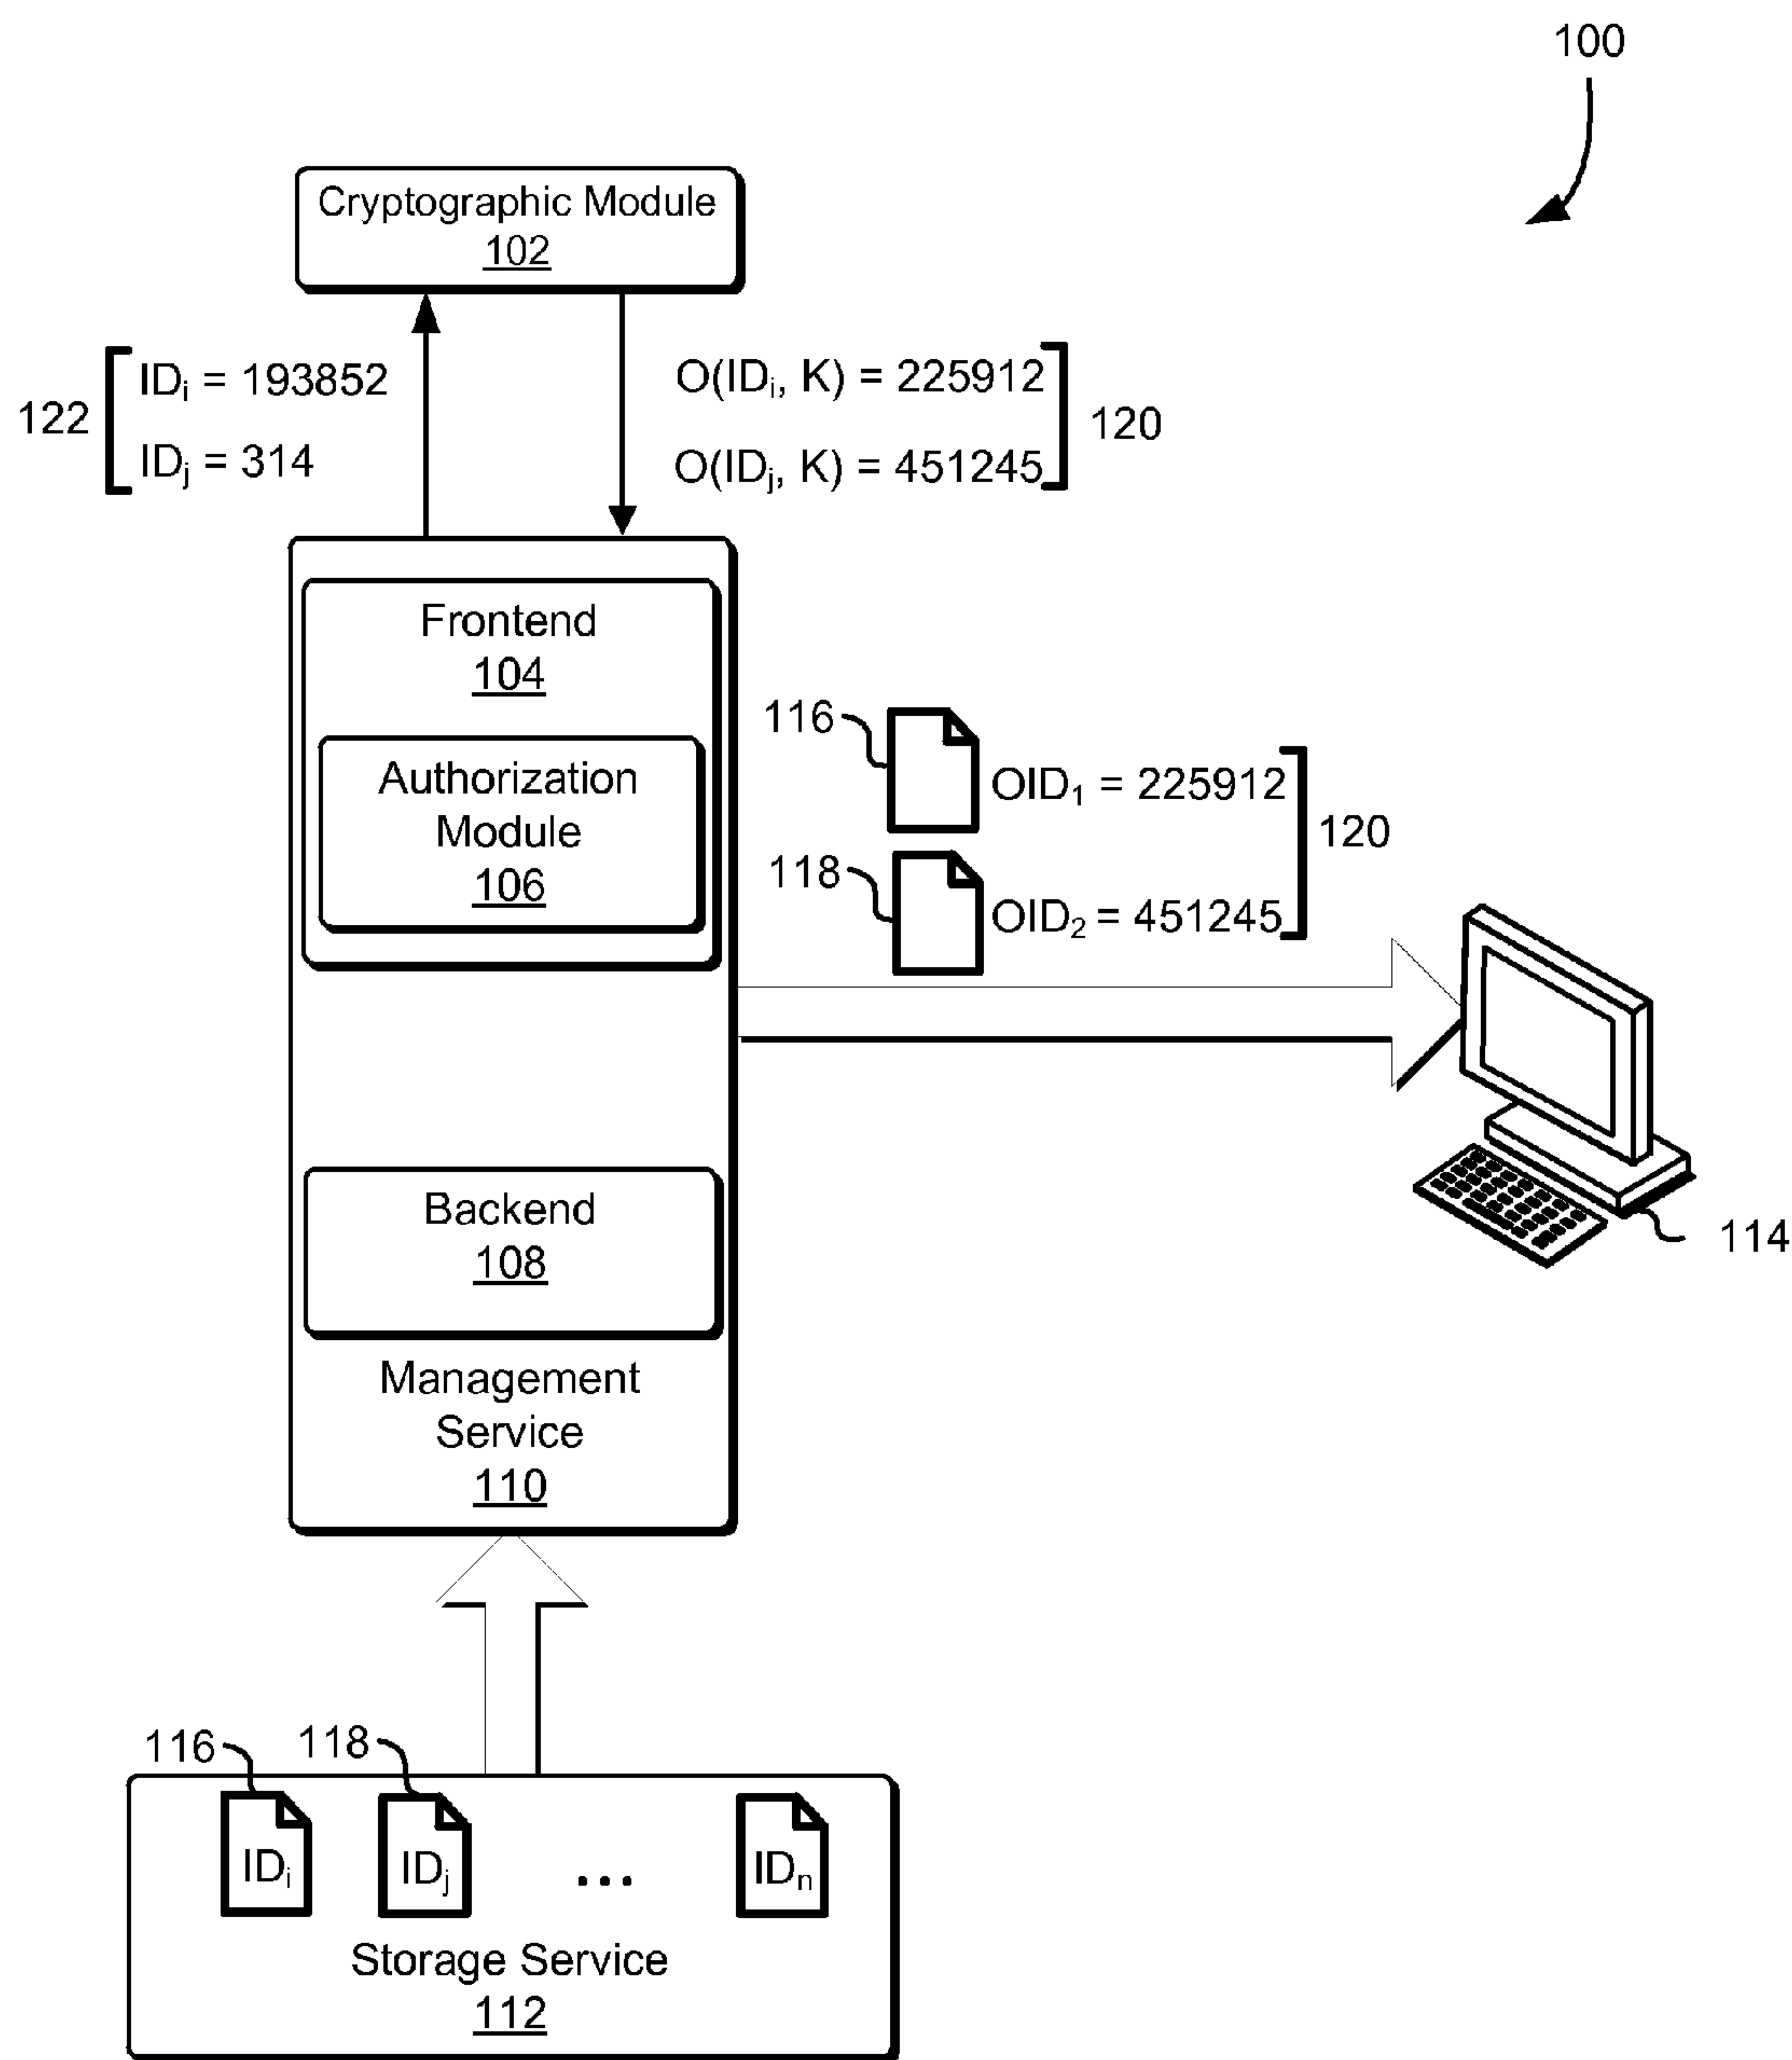 100
Cryptographic Module
102
122
IDi = 193852
IDj = 314
O(IDi, K) = 225912
O(IDj, K) = 451245
120
Frontend
104
Authorization
Module
106
116
OID1 = 225912
118
OID2 = 451245
120
114
Backend
108
Management
Service
110
116
118
IDi
IDj
...
IDn
Storage Service
112